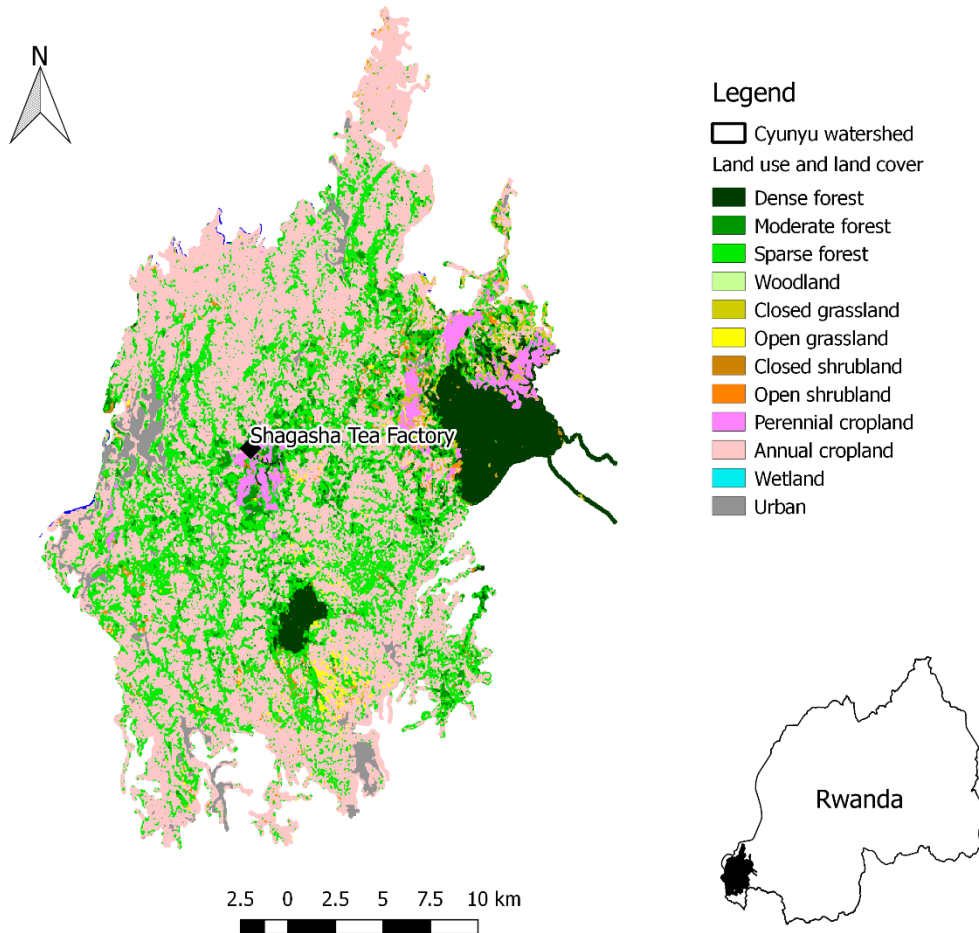 N
Shagasha Tea Factory
Legend
Cyunyu watershed
Land use and land cover
Dense forest
Moderate forest
Sparse forest
Woodland
Closed grassland
Open grassland
Closed shrubland
Open shrubland
Perennial cropland
Annual cropland
Wetland
Urban
Rwanda
2.5 0 2.5 5 7.5 10 km